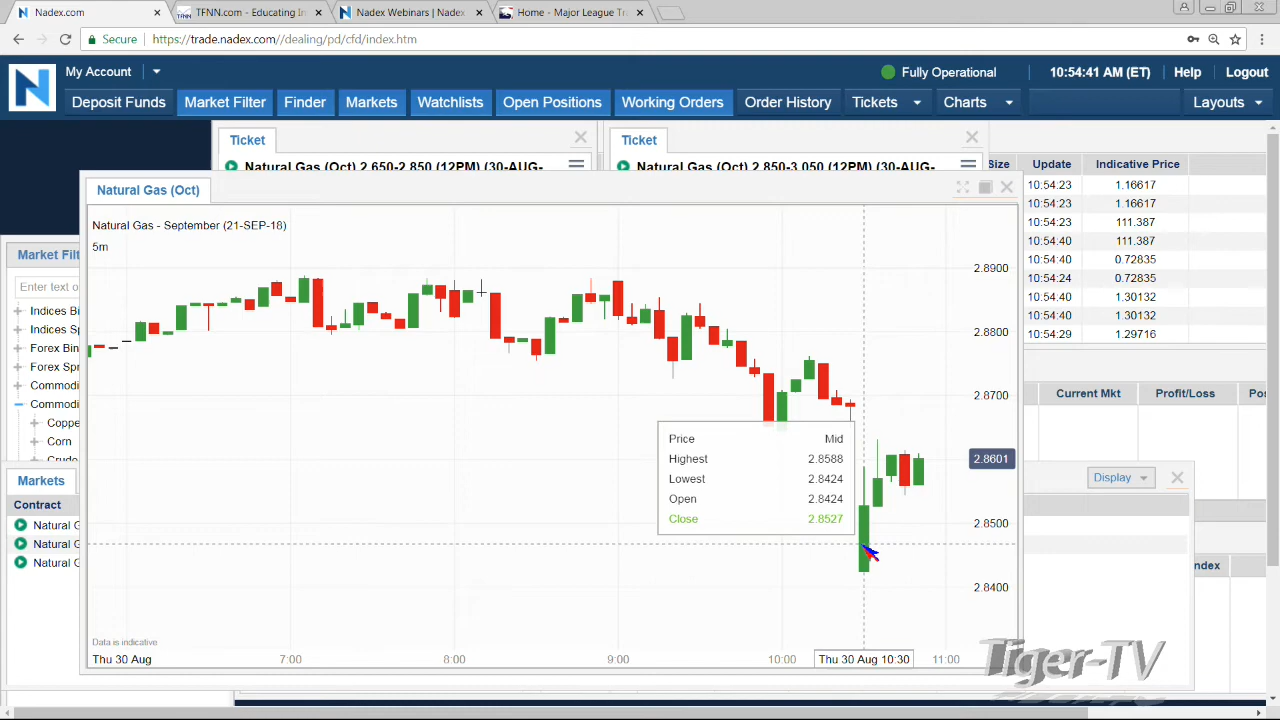 Nadex.com
TFNN.com - Educating In
Nadex Webinars | Nadex
Home - Major League Tr
Secure
https://trade.nadex.com//dealing/pd/cfd/index.htm
My Account
Fully Operational
10:54:41 AM (ET)
Help
Logout
Deposit Funds
Market Filter
Finder
Markets
Watchlists
Open Positions
Working Orders
Order History
Tickets
Charts
Layouts
Ticket
Ticket
Natural Gas (Oct) 2.650-2.850 (12PM) (30-AUG-
Natural Gas (Oct) 2.850-3.050 (12PM) (30-AUG-
Size
Update
Indicative Price
10:54:23 1.16617
10:54:23 1.16617
10:54:23 111.387
10:54:40 111.387
10:54:40 0.72835
10:54:24 0.72835
10:54:40 1.30132
10:54:40 1.30132
10:54:29 1.29716
Natural Gas (Oct)
Natural Gas - September (21-SEP-18)
5m
2.8900
2.8800
2.8700
2.8601
2.8500
2.8400
Price Mid
Highest 2.8588
Lowest 2.8424
Open 2.8424
Close 2.8527
Data is indicative
Thu 30 Aug
7:00
8:00
9:00
10:00
Thu 30 Aug 10:30
11:00
Market Filt
Enter text o
Indices Bi
Indices Sp
Forex Bin
Forex Spr
Commodi
Commodi
Coppe
Corn
Crude
Markets
Contract
Natural G
Natural G
Natural G
Current Mkt
Profit/Loss
Pos
Display
ndex
Tiger-TV